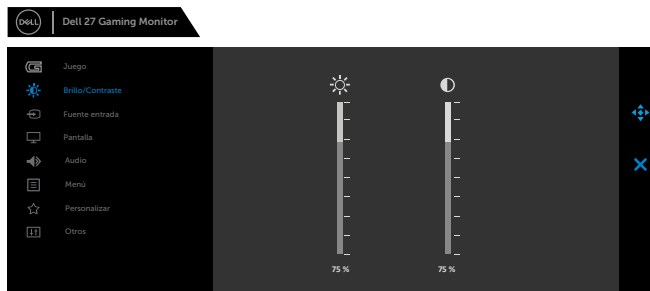 DELL
Dell 27 Gaming Monitor
Juego
Brillo/Contraste
Fuente entrada
Pantalla
Audio
Menú
Personalizar
Otros
75 % 75 %